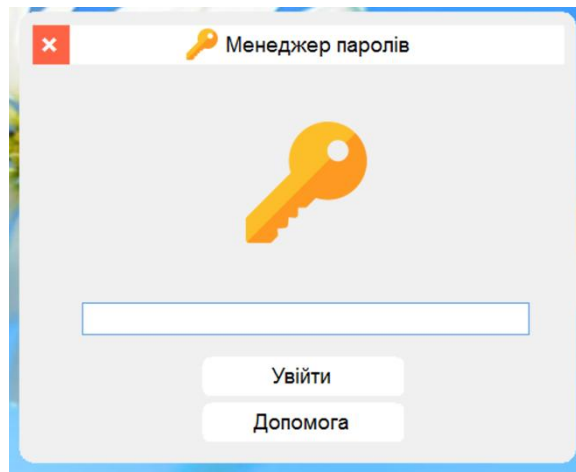 Менеджер паролів
Увійти
Допомога